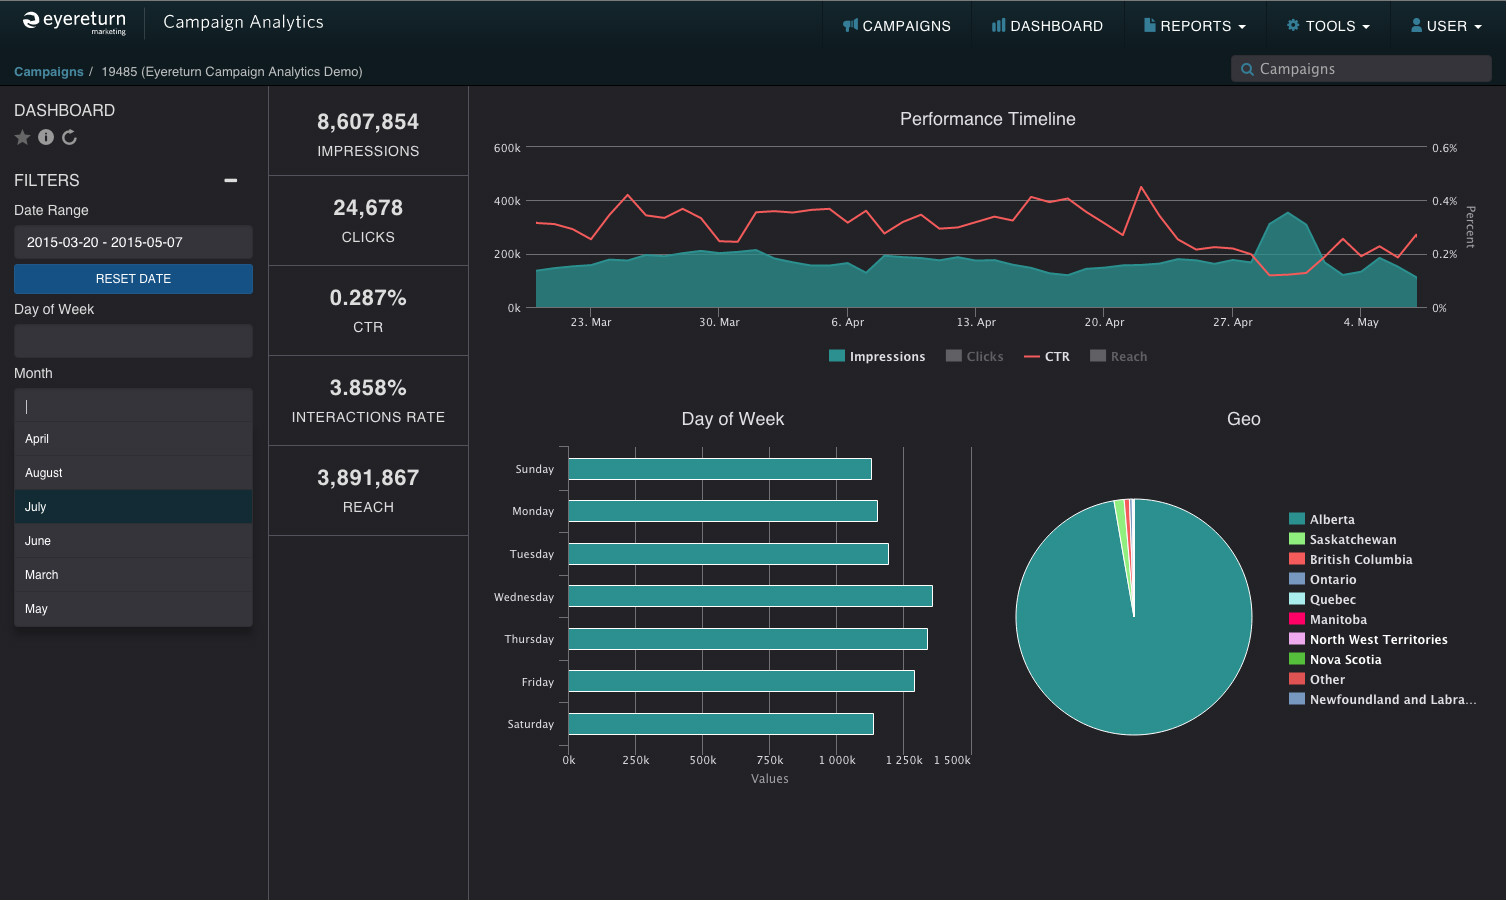 eyereturn
marketing
Campaign Analytics
CAMPAIGNS
DASHBOARD
REPORTS
TOOLS
USER
Campaigns / 19485 (Eyereturn Campaign Analytics Demo)
Campaigns
DASHBOARD
FILTERS
Date Range
2015-03-20 - 2015-05-07
RESET DATE
Day of Week
Month
April
August
July
June
March
May
8,607,854
IMPRESSIONS
24,678
CLICKS
0.287%
CTR
3.858%
INTERACTIONS RATE
3,891,867
REACH
Performance Timeline
600k
400k
200k
0k
0.6%
0.4%
0.2%
0%
Percent
23. Mar
30. Mar
6. Apr
13. Apr
20. Apr
27. Apr
4. May
Impressions
Clicks
CTR
Reach
Day of Week
Sunday
Monday
Tuesday
Wednesday
Thursday
Friday
Saturday
0k
250k
500k
750k
1 000k
1 250k
1 500k
Values
Geo
Alberta
Saskatchewan
British Columbia
Ontario
Quebec
Manitoba
North West Territories
Nova Scotia
Other
Newfoundland and Labra...